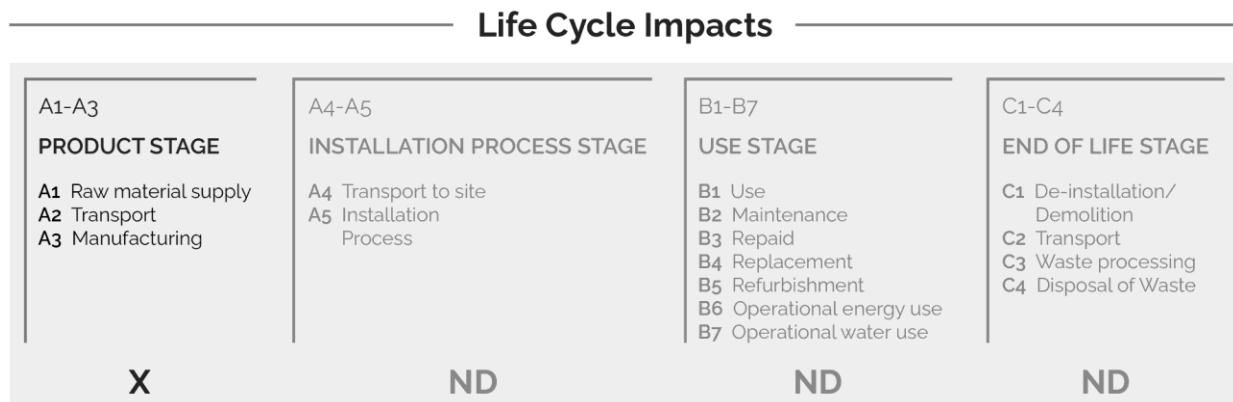 Life Cycle Impacts
A1-A3
PRODUCT STAGE
A1 Raw material supply
A2 Transport
A3 Manufacturing
X
A4-A5
INSTALLATION PROCESS STAGE
A4 Transport to site
A5 Installation
Process
ND
B1-B7
USE STAGE
B1 Use
B2 Maintenance
B3 Repaid
B4 Replacement
B5 Refurbishment
B6 Operational energy use
B7 Operational water use
ND
C1-C4
END OF LIFE STAGE
C1 De-installation/
Demolition
C2 Transport
C3 Waste processing
C4 Disposal of Waste
ND